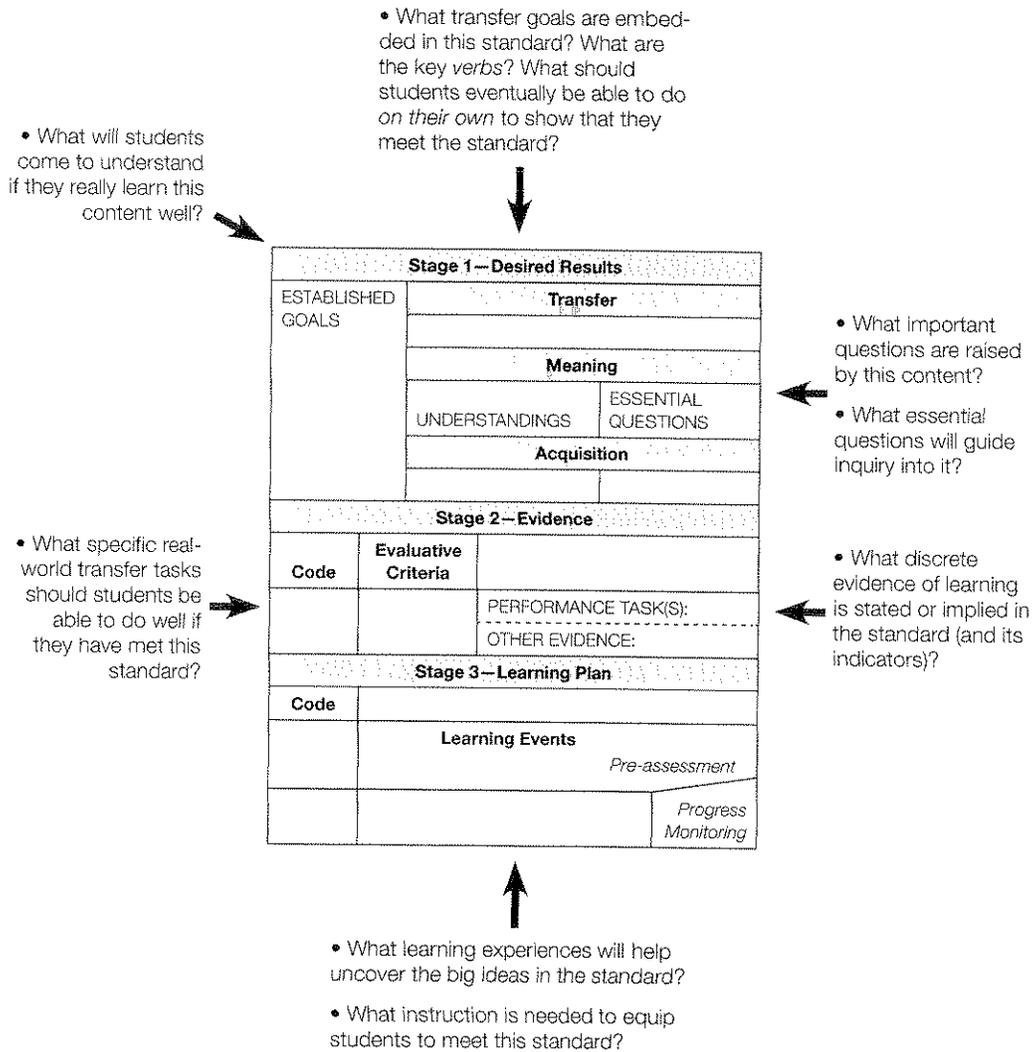 • What transfer goals are embed-
ded in this standard? What are
the key verbs? What should
students eventually be able to do
on their own to show that they
meet the standard?
• What will students
come to understand
if they really learn this
content well?
Stage 1—Desired Results
ESTABLISHED
GOALS
Transfer
Meaning
UNDERSTANDINGS
ESSENTIAL
QUESTIONS
Acquisition
• What important
questions are raised
by this content?
• What essential
questions will guide
inquiry into it?
Stage 2—Evidence
Code
Evaluative
Criteria
PERFORMANCE TASK(S):
OTHER EVIDENCE:
• What specific real-
world transfer tasks
should students be
able to do well if
they have met this
standard?
• What discrete
evidence of learning
is stated or implied in
the standard (and its
indicators)?
Stage 3—Learning Plan
Code
Learning Events
Pre-assessment
Progress
Monitoring
• What learning experiences will help
uncover the big ideas in the standard?
• What instruction is needed to equip
students to meet this standard?